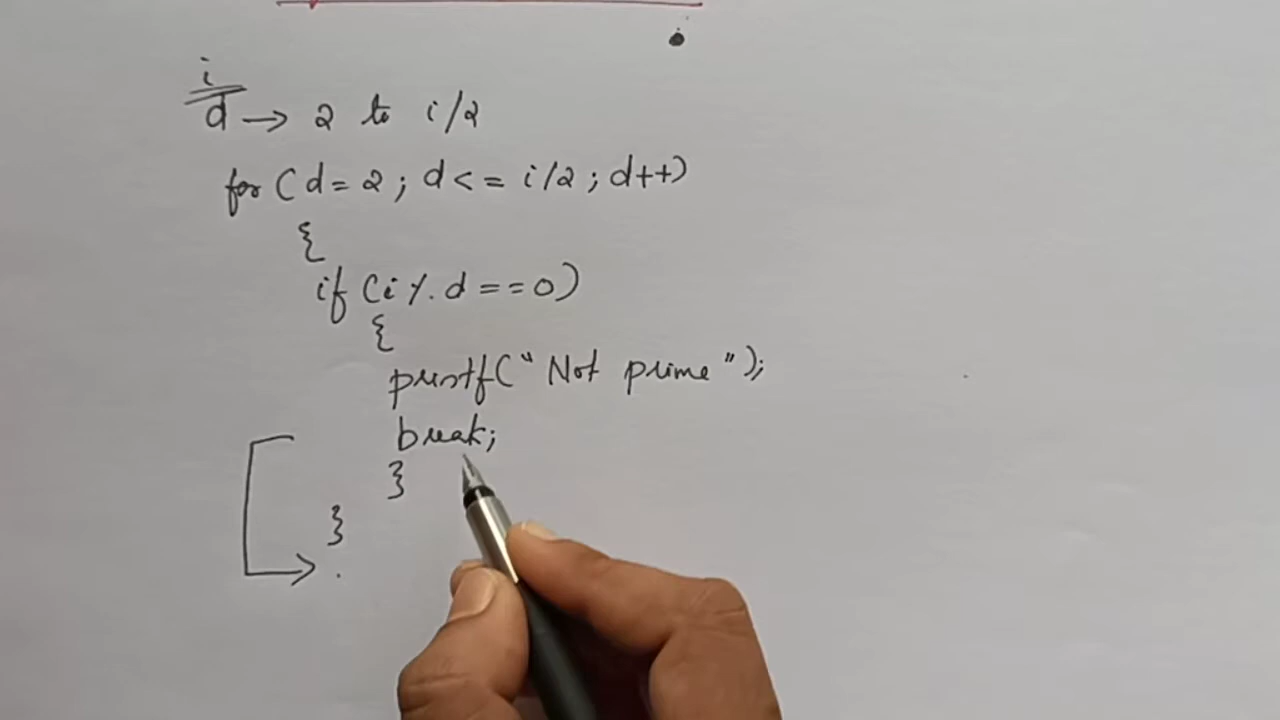 i
d → 2 to i/2
for (d=2; d<=i/2; d++)
{
if (i%d==0)
{
printf("Not prime");
break;
}
}